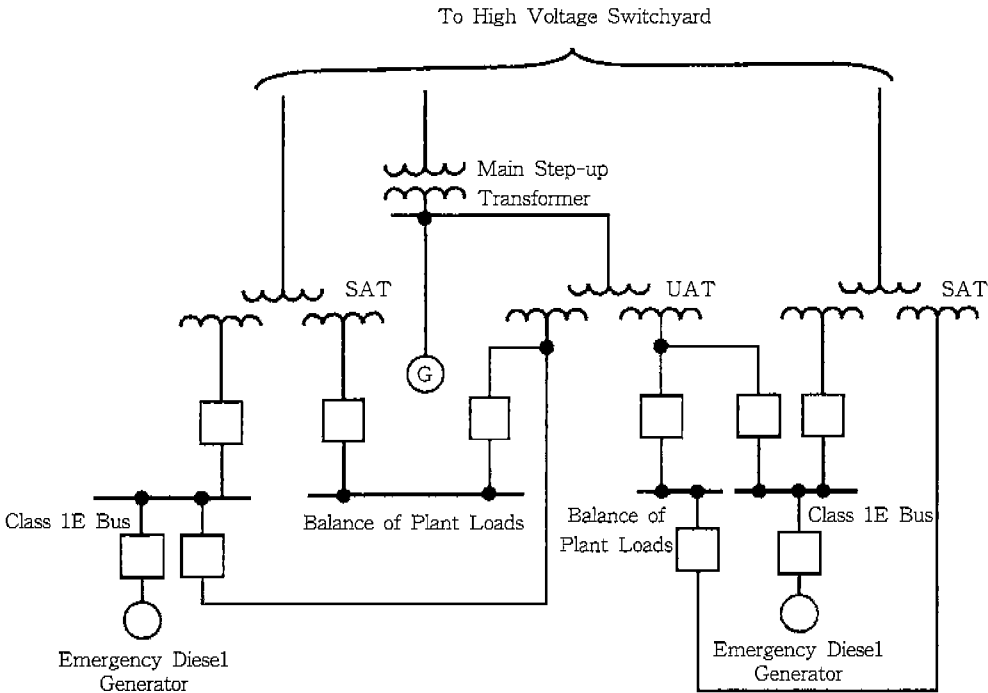 To High Voltage Switchyard
Main Step-up
Transformer
SAT
UAT
SAT
G
Class 1E Bus
Balance of Plant Loads
Balance of
Plant Loads
Class 1E Bus
Emergency Diesel
Generator
Emergency Diesel
Generator